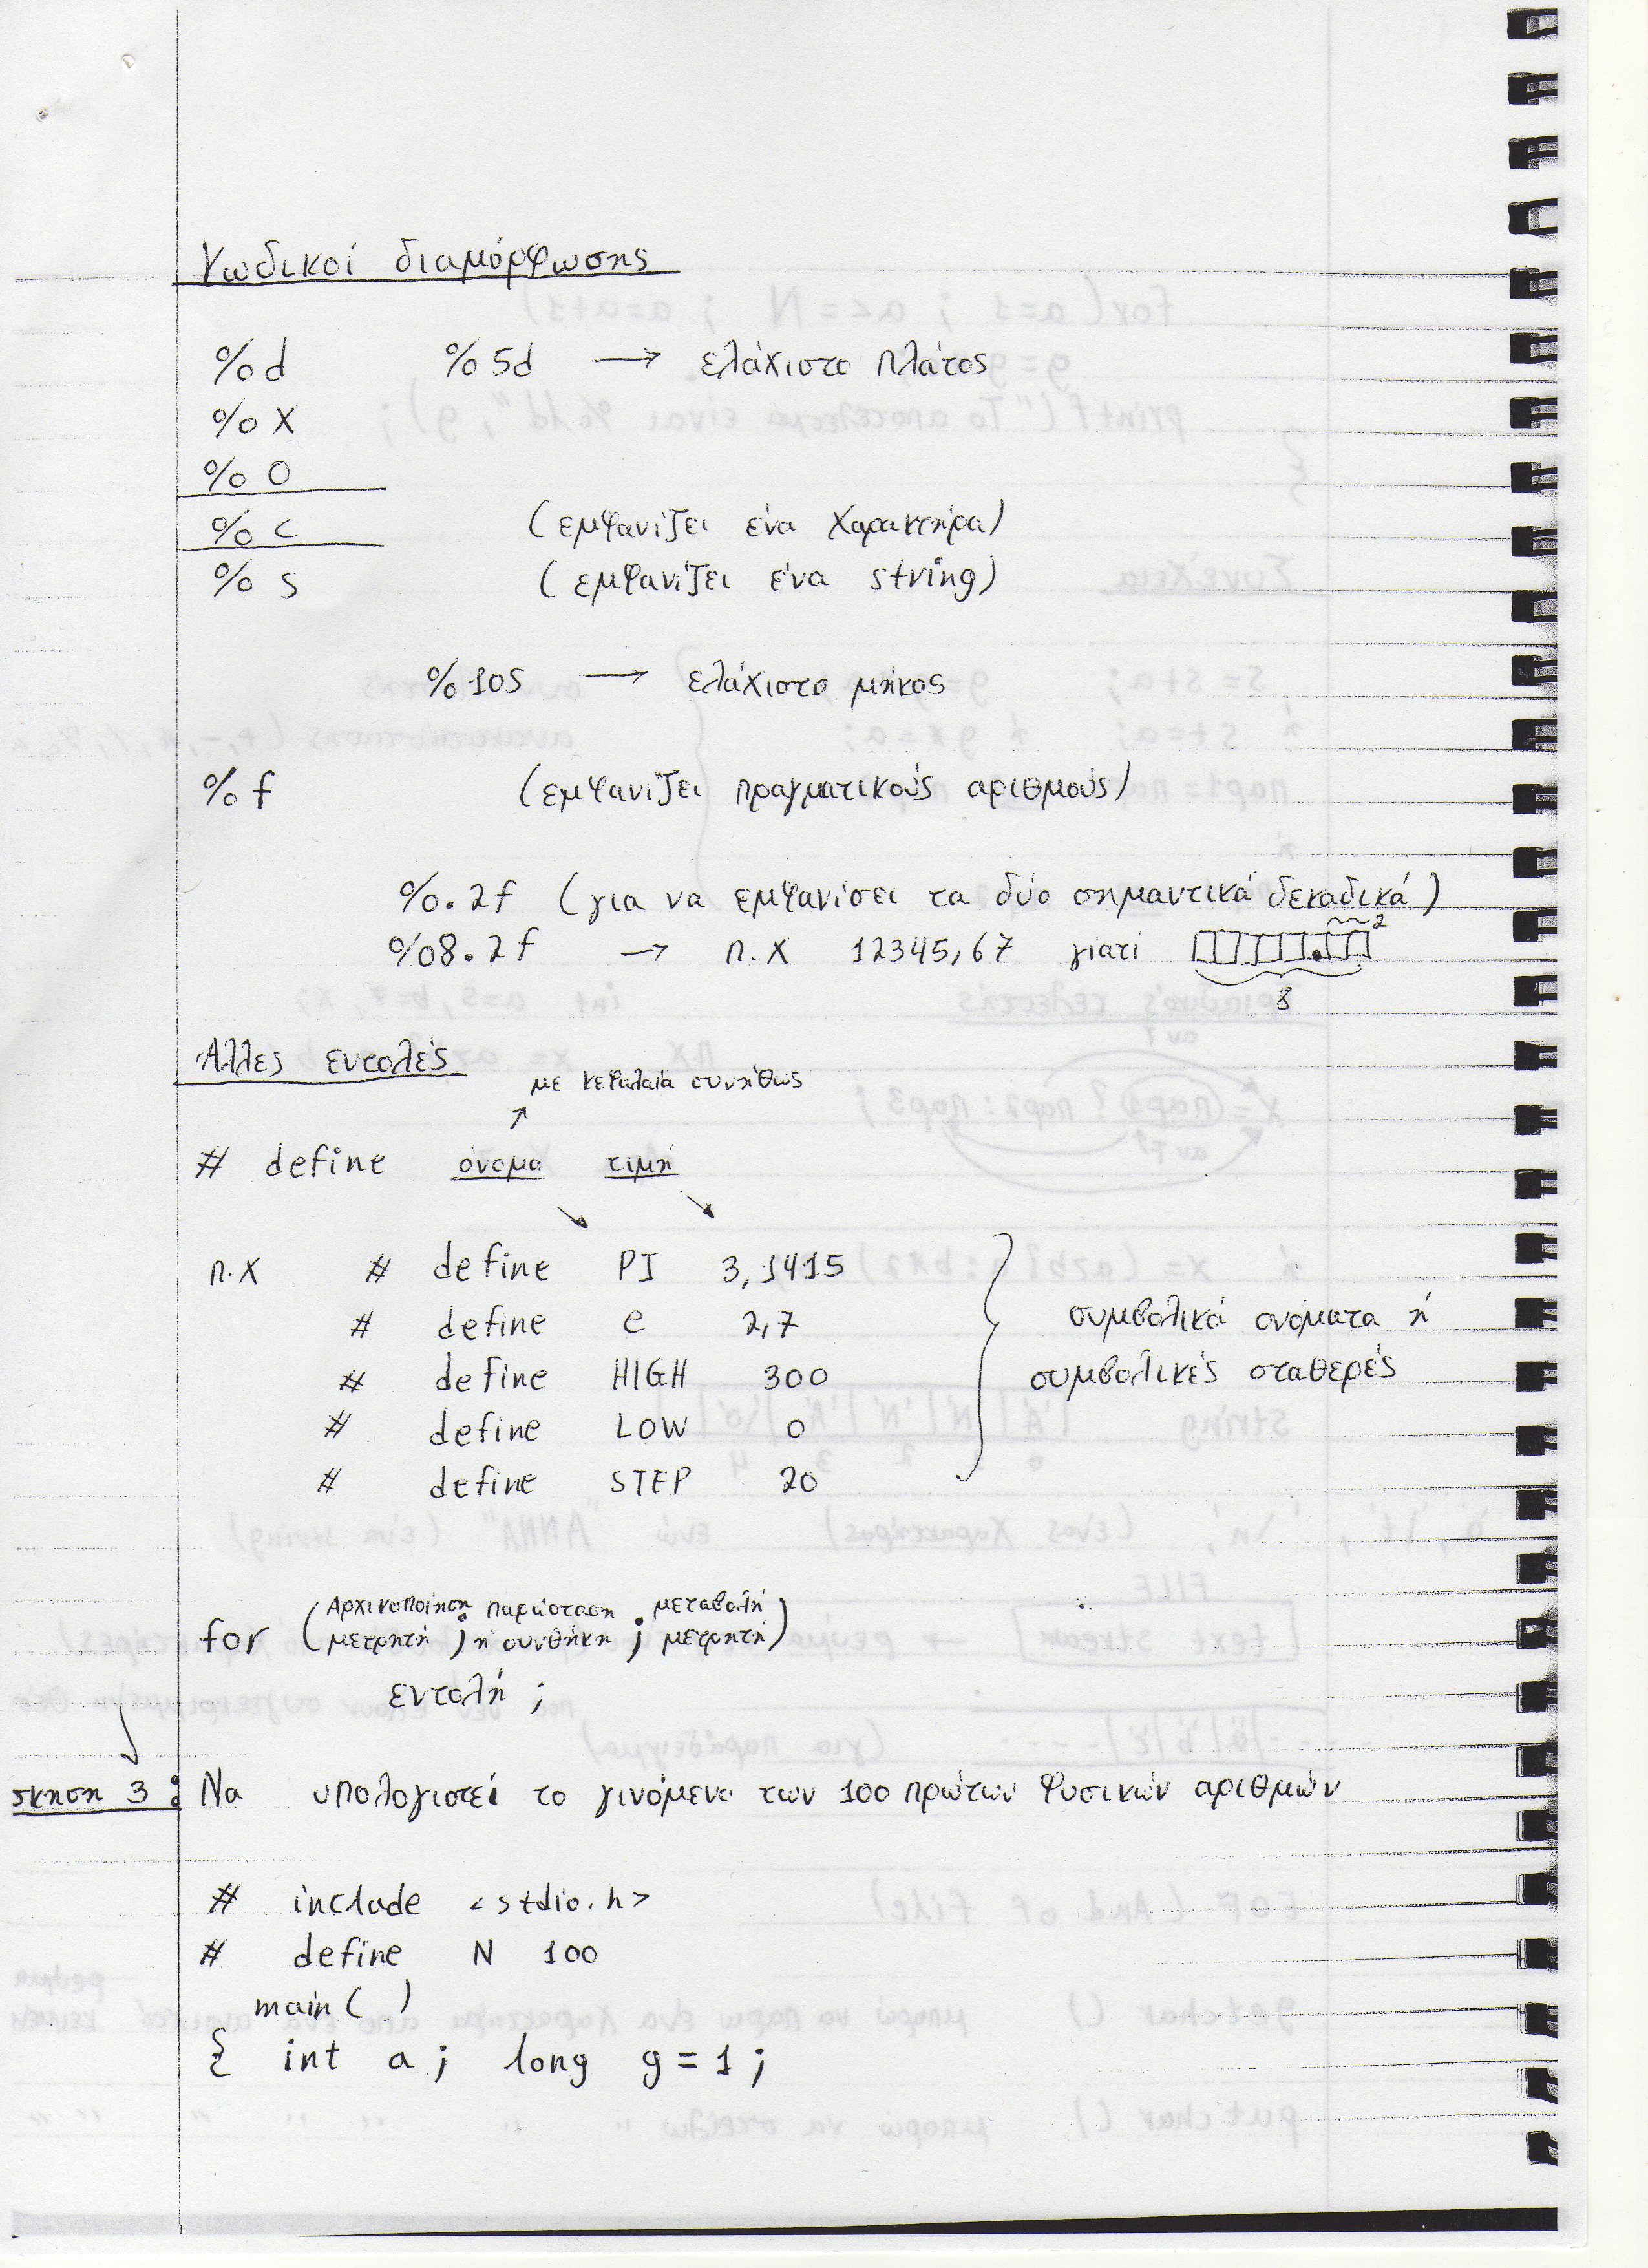 Κωδικοί διαμόρφωσης
%d %5d → ελάχιστο πλάτος
%X
%O
%c (εμφανίζει ένα χαρακτήρα)
%s (εμφανίζει ένα string)
%10s → ελάχιστο μήκος
%f (εμφανίζει πραγματικούς αριθμούς)
%.2f (για να εμφανίσει τα δύο σημαντικά δεκαδικά)
%08.2f → π.χ 12345,67 γιατί 2
8
Άλλες εντολές
με κεφαλαία συνήθως
# define όνομα τιμή
π.χ # define PI 3,1415
# define e 2,7
# define HIGH 300
# define LOW 0
# define STEP 20
συμβολικά ονόματα ή
συμβολικές σταθερές
for (Αρχικοποίηση μετρητή ; παράσταση ή συνθήκη ; μεταβολή μετρητή)
εντολή ;
σκηση 3: Να υπολογιστεί το γινόμενο των 100 πρώτων φυσικών αριθμών
# include <stdio.h>
# define N 100
main( )
{ int a; long g=1;